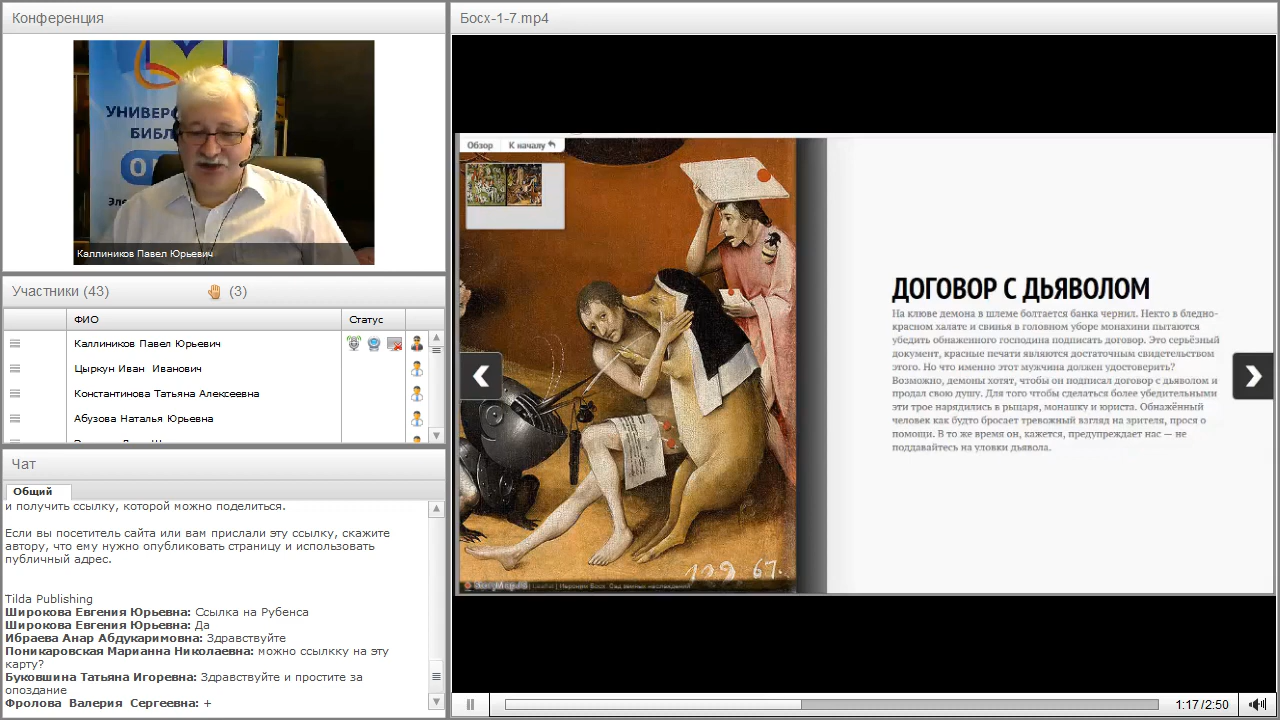 Конференция
УНИВЕРС
БИБЛ
Каллиников Павел Юрьевич
Участники (43)
(3)
ФИО
Статус
Каллиников Павел Юрьевич
Цыркун Иван Иванович
Константинова Татьяна Алексеевна
Абузова Наталья Юрьевна
Чат
Общий
и получить ссылку, которой можно поделиться.
Если вы посетитель сайта или вам прислали эту ссылку, скажите
автору, что ему нужно опубликовать страницу и использовать
публичный адрес.
Tilda Publishing
Широкова Евгения Юрьевна: Ссылка на Рубенса
Широкова Евгения Юрьевна: Да
Ибраева Анар Абдукаримовна: Здравствуйте
Поникаровская Марианна Николаевна: можно ссылкку на эту
карту?
Буковшина Татьяна Игоревна: Здравствуйте и простите за
опоздание
Фролова Валерия Сергеевна: +
Босх-1-7.mp4
Обзор
К началу
ДОГОВОР С ДЬЯВОЛОМ
На клюве демона в шлеме болтается банка чернил. Некто в бледно-
красном халате и свинья в головном уборе монахини пытаются
убедить обнаженного господина подписать договор. Это серьёзный
документ, красные печати являются достаточным свидетельством
этого. Но что именно этот мужчина должен удостоверить?
Возможно, демоны хотят, чтобы он подписал договор с дьяволом и
продал свою душу. Для того чтобы сделаться более убедительными
эти трое нарядились в рыцаря, монашку и юриста. Обнажённый
человек как будто бросает тревожный взгляд на зрителя, прося о
помощи. В то же время он, кажется, предупреждает нас — не
поддавайтесь на уловки дьявола.
Leaflet | Иероним Босх Сад земных наслаждений
1:17 / 2:50